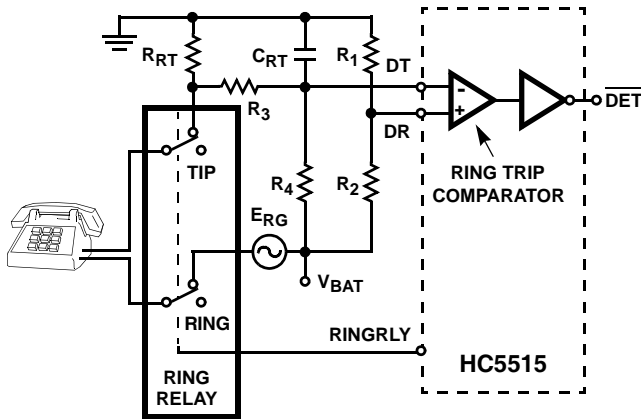 R_RT
C_RT
R_1
DT
R_3
-
+
DET
DR
TIP
RING TRIP
COMPARATOR
R_4
R_2
E_RG
V_BAT
RING
RINGRLY
HC5515
RING
RELAY